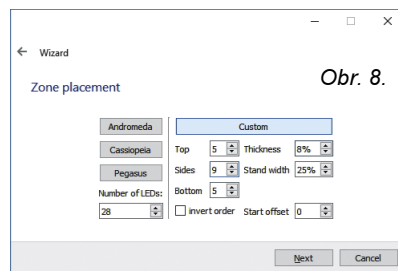 Wizard
Obr. 8.
Zone placement
Andromeda
Custom
Cassiopeia
Top 5 Thickness 8%
Pegasus
Sides 9 Stand width 25%
Number of LEDs:
Bottom 5
28
invert order Start offset 0
Next Cancel